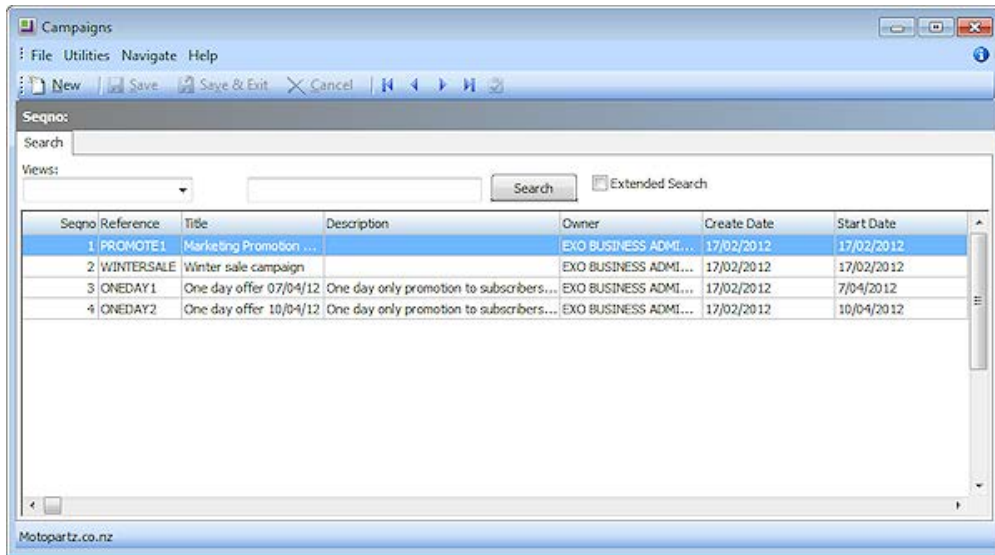 Campaigns
File Utilities Navigate Help
New Save Save & Exit Cancel
Seqno:
Search
Views:
Search Extended Search
Seqno Reference Title Description Owner Create Date Start Date
1 PROMOTE1 Marketing Promotion ... EXO BUSINESS ADMI... 17/02/2012 17/02/2012
2 WINTERSALE Winter sale campaign EXO BUSINESS ADMI... 17/02/2012 17/02/2012
3 ONEDAY1 One day offer 07/04/12 One day only promotion to subscribers... EXO BUSINESS ADMI... 17/02/2012 7/04/2012
4 ONEDAY2 One day offer 10/04/12 One day only promotion to subscribers... EXO BUSINESS ADMI... 17/02/2012 10/04/2012
Motopartz.co.nz